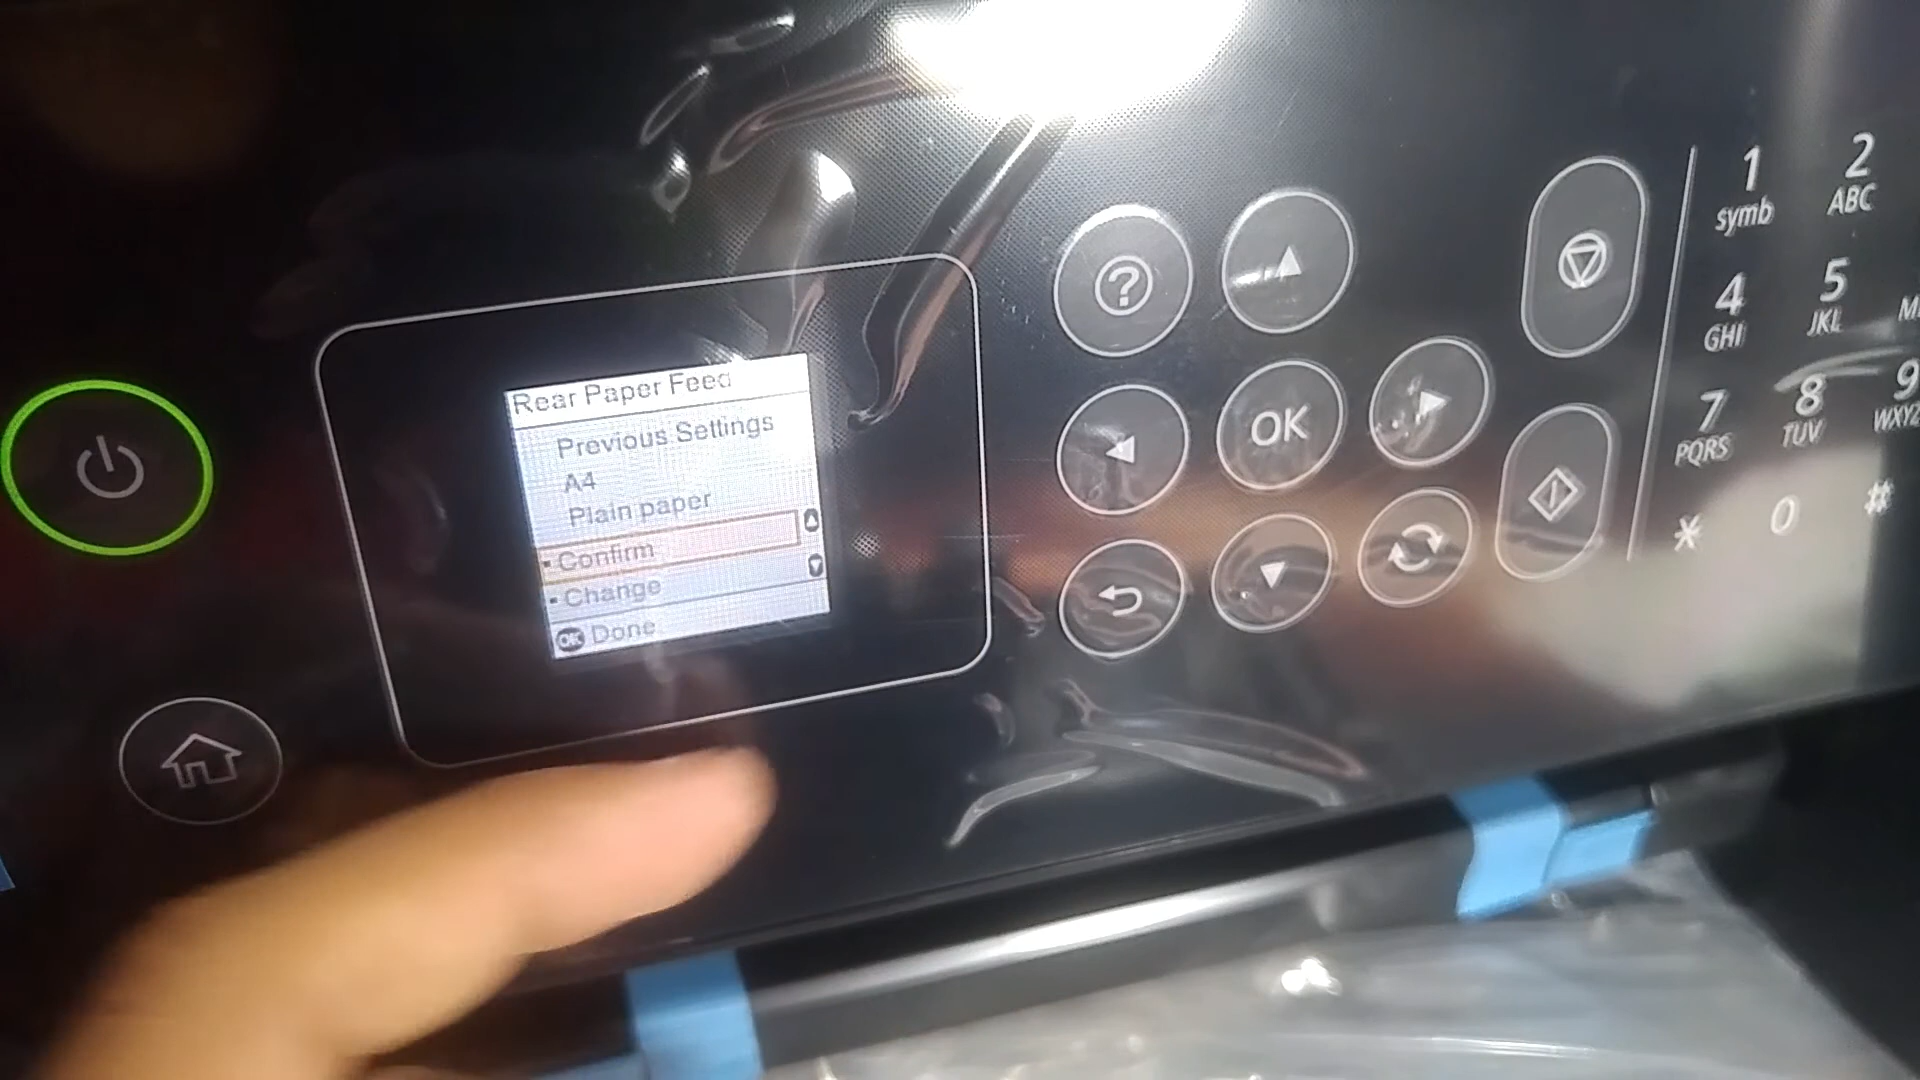 Rear Paper Feed
Previous Settings
A4
Plain paper
Confirm
Change
OK Done
?
OK
1 2
symb ABC
4 5
GHI JKL
7 8 9
PQRS TUV WXYZ
* 0 #